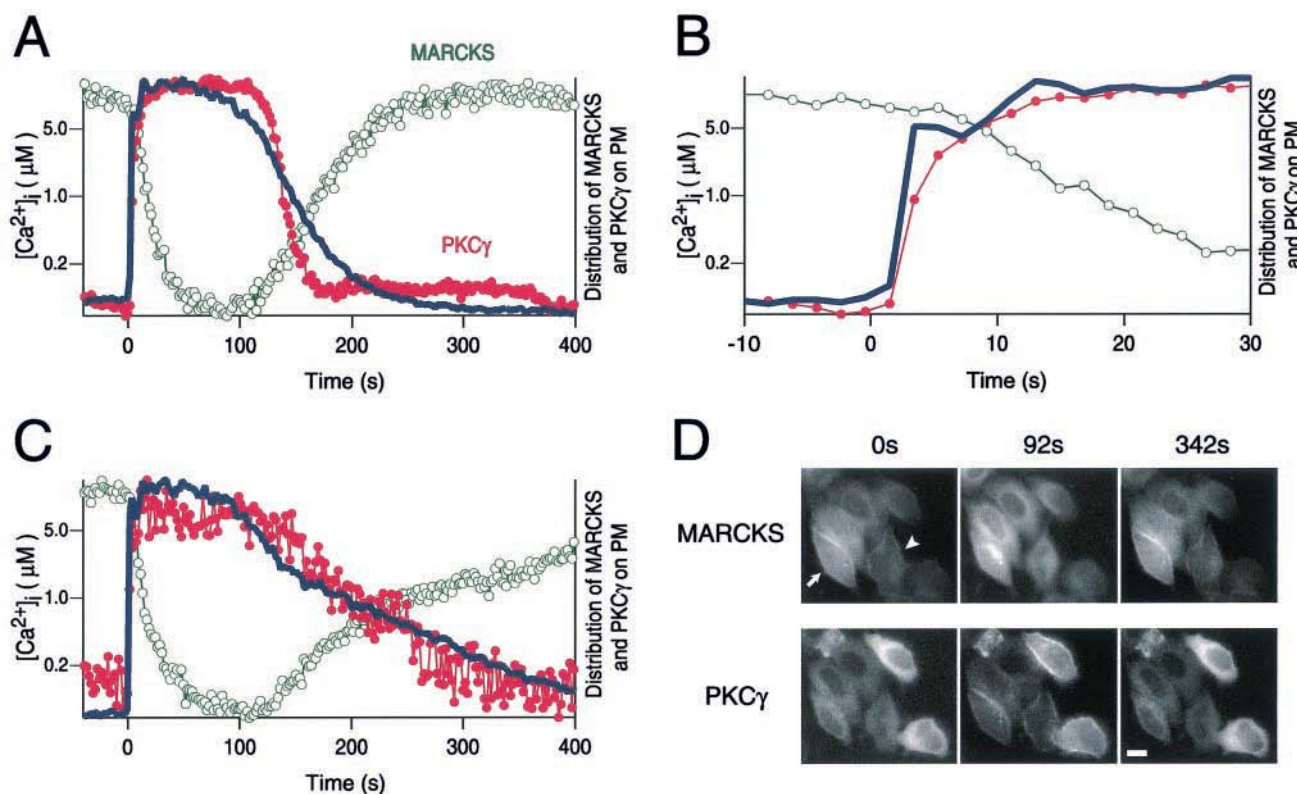 A
MARCKS
PKCγ
[Ca2+]i ( μM )
5.0
1.0
0.2
Distribution of MARCKS
and PKCγ on PM
0
100
200
300
400
Time (s)
B
[Ca2+]i ( μM )
5.0
1.0
0.2
Distribution of MARCKS
and PKCγ on PM
-10
0
10
20
30
Time (s)
C
[Ca2+]i ( μM )
5.0
1.0
0.2
Distribution of MARCKS
and PKCγ on PM
0
100
200
300
400
Time (s)
D
0s
92s
342s
MARCKS
PKCγ